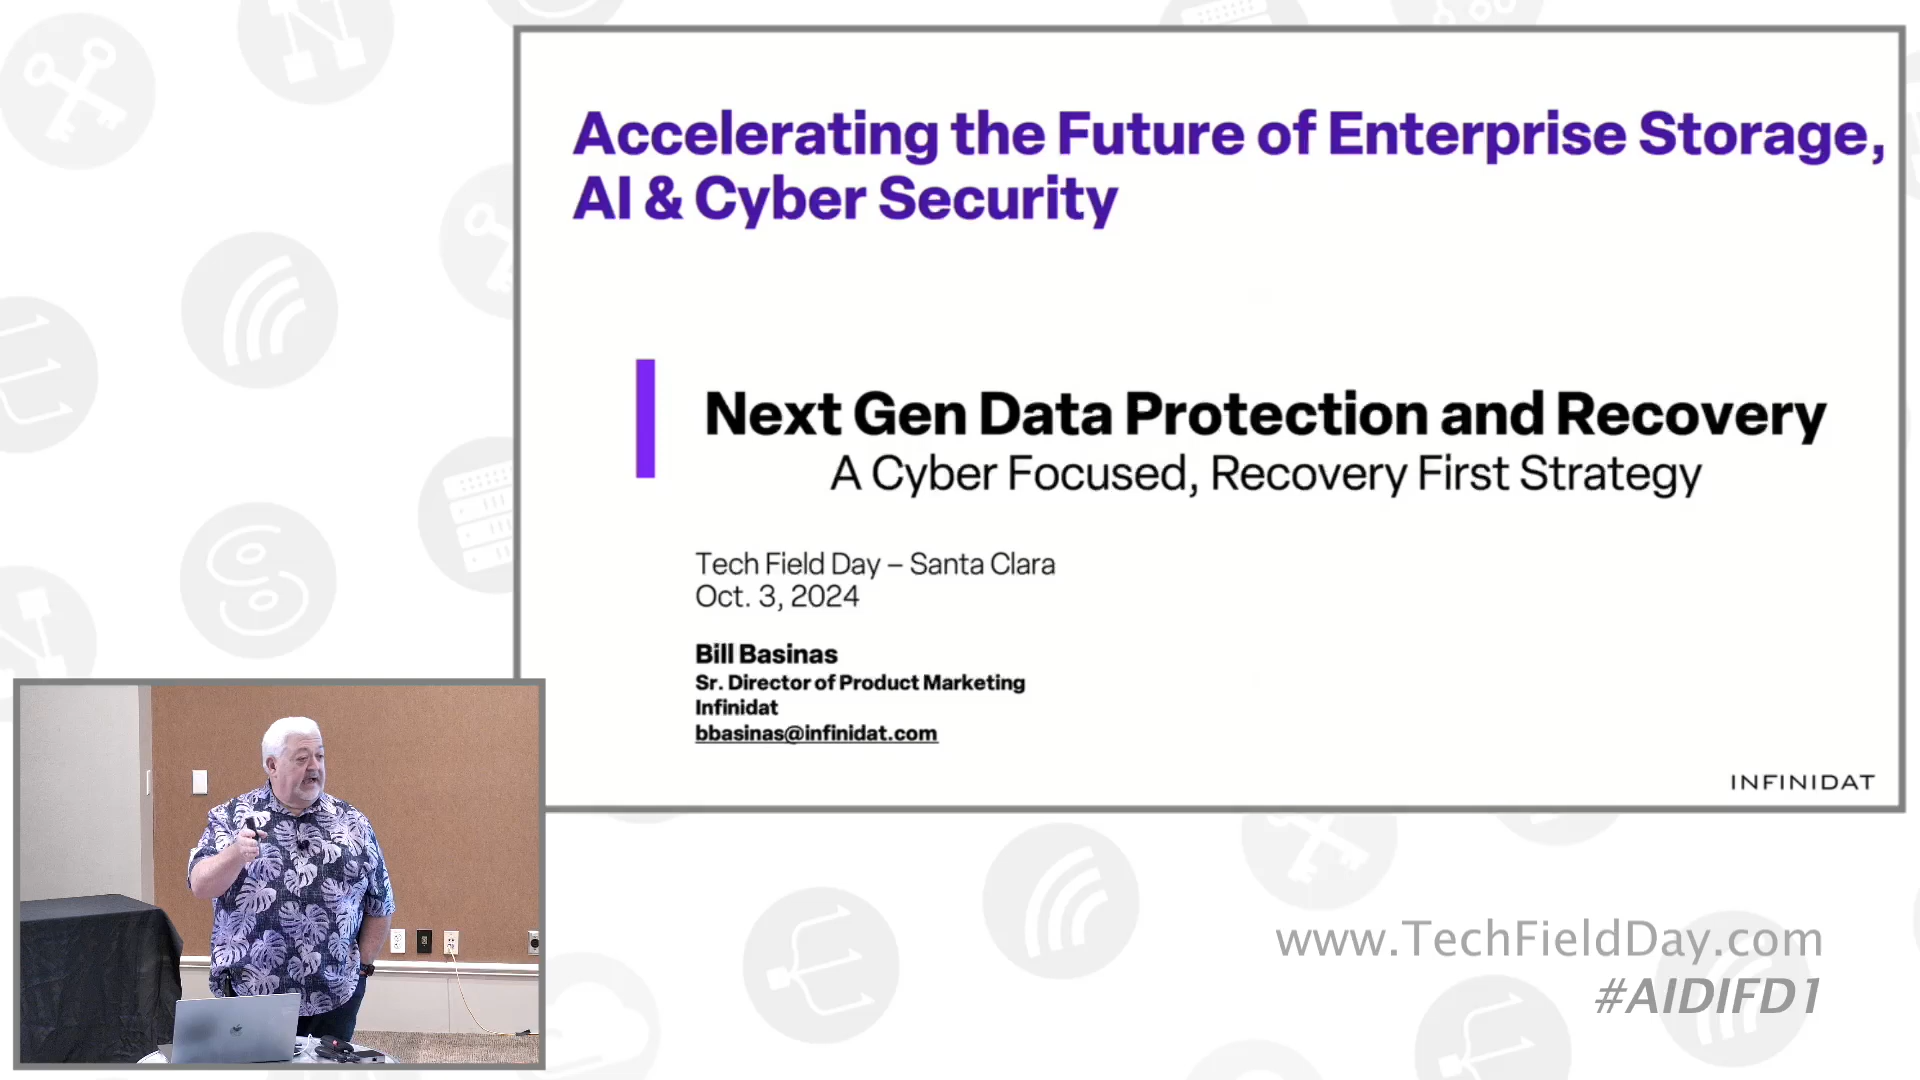 Accelerating the Future of Enterprise Storage,
AI & Cyber Security
Next Gen Data Protection and Recovery
A Cyber Focused, Recovery First Strategy
Tech Field Day – Santa Clara
Oct. 3, 2024
Bill Basinas
Sr. Director of Product Marketing
Infinidat
bbasinas@infinidat.com
INFINIDAT
www.TechFieldDay.com
#AIDIFD1